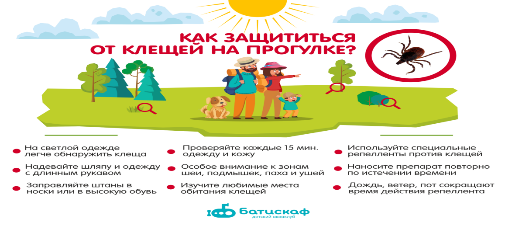 КАК ЗАЩИТИТЬСЯ
ОТ КЛЕЩЕЙ НА ПРОГУЛКЕ?
На светлой одежде
легче обнаружить клеща
Надевайте шляпу и одежду
с длинным рукавом
Заправляйте штаны в
носки или в высокую обувь
Проверяйте каждые 15 мин.
одежду и кожу
Особое внимание к зонам
шеи, подмышек, паха и ушей
Изучите любимые места
обитания клещей
Используйте специальные
репелленты против клещей
Наносите препарат повторно
по истечении времени
Дождь, ветер, пот сокращают
время действия репеллента
Батискаф